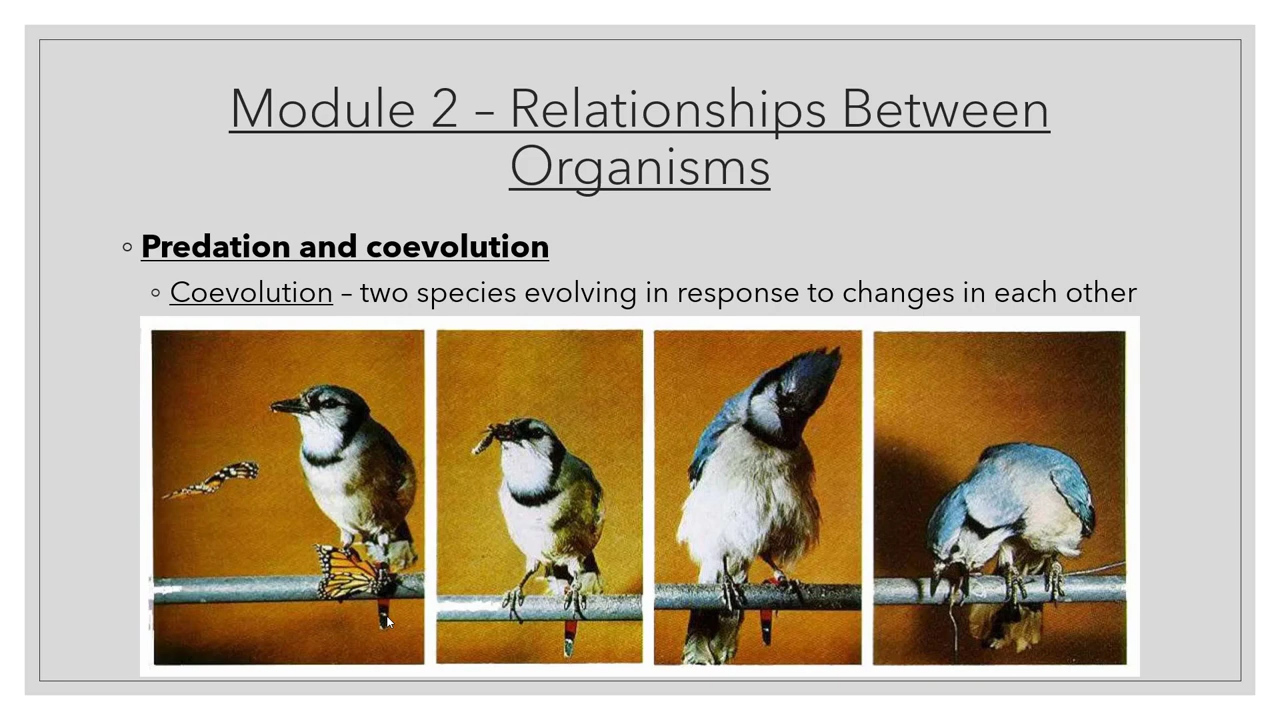 Module 2 – Relationships Between
Organisms
◦ Predation and coevolution
◦ Coevolution – two species evolving in response to changes in each other